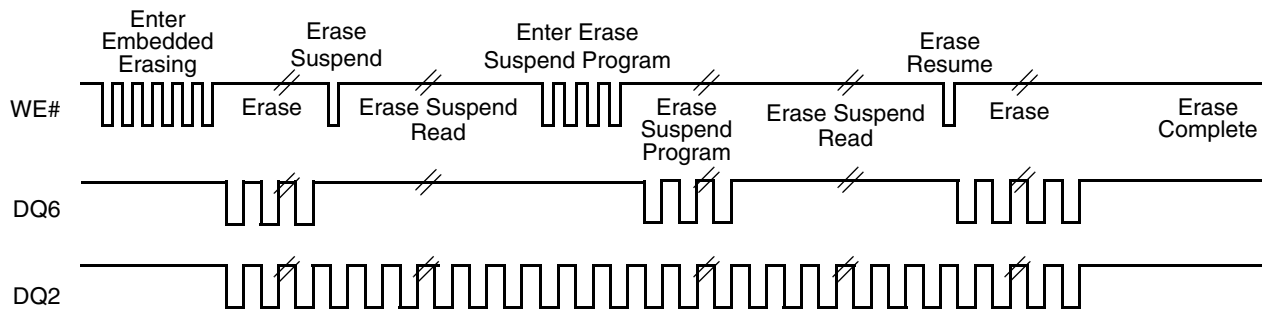 Enter
Embedded
Erasing
Erase
Suspend
Enter Erase
Suspend Program
Erase
Resume
WE#
Erase
Erase Suspend
Read
Erase
Suspend
Program
Erase Suspend
Read
Erase
Erase
Complete
DQ6
DQ2